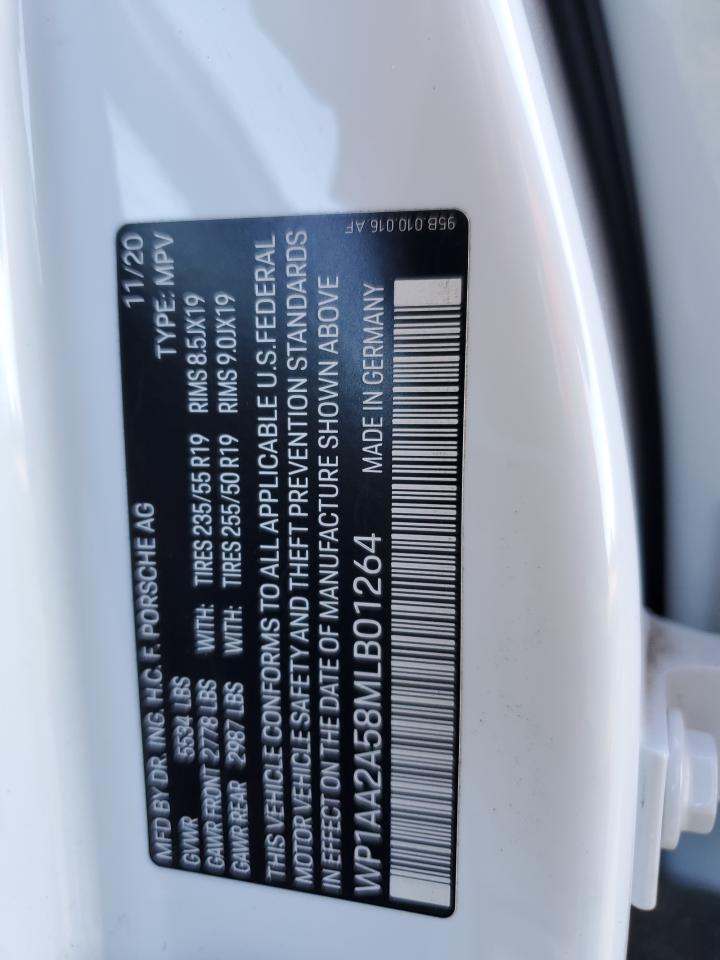 MFD BY DR. ING. H.C. F. PORSCHE AG 11/20
GVWR 5534 LBS TYPE: MPV
GAWR FRONT 2778 LBS WITH: TIRES 235/55 R19 RIMS 8.5JX19
GAWR REAR 2987 LBS WITH: TIRES 255/50 R19 RIMS 9.0JX19
THIS VEHICLE CONFORMS TO ALL APPLICABLE U.S.FEDERAL
MOTOR VEHICLE SAFETY AND THEFT PREVENTION STANDARDS
IN EFFECT ON THE DATE OF MANUFACTURE SHOWN ABOVE
WP1AA2A58MLB01264 MADE IN GERMANY
95B.010.016.AF